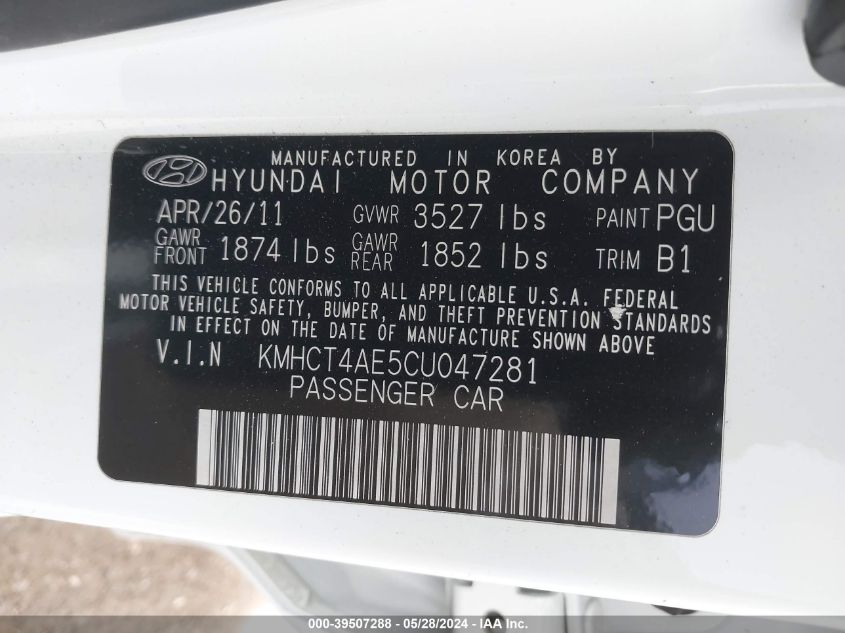 MANUFACTURED IN KOREA BY
HYUNDAI MOTOR COMPANY
APR/26/11 GVWR 3527 lbs PAINT PGU
GAWR FRONT 1874 lbs GAWR REAR 1852 lbs TRIM B1
THIS VEHICLE CONFORMS TO ALL APPLICABLE U.S.A. FEDERAL
MOTOR VEHICLE SAFETY, BUMPER, AND THEFT PREVENTION STANDARDS
IN EFFECT ON THE DATE OF MANUFACTURE SHOWN ABOVE
V.I.N KMHCT4AE5CU047281
PASSENGER CAR
000-39507288 - 05/28/2024 - IAA Inc.